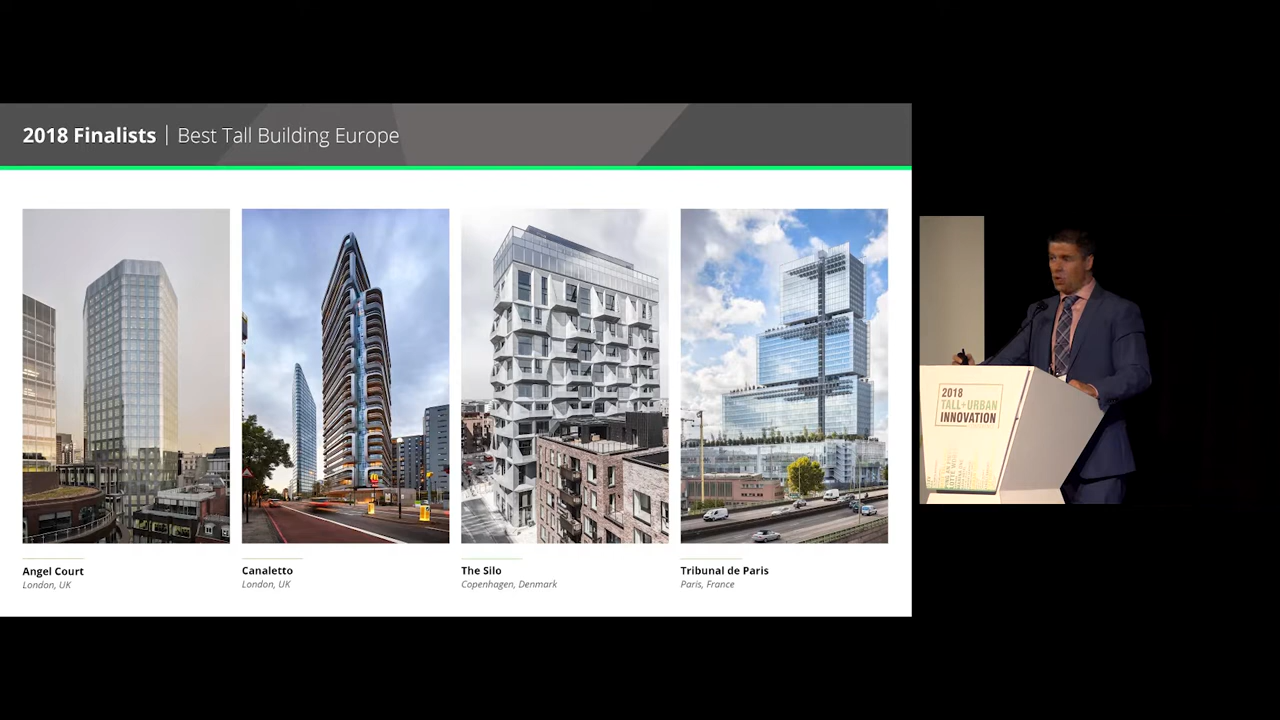 2018 Finalists | Best Tall Building Europe
Angel Court
London, UK
Canaletto
London, UK
The Silo
Copenhagen, Denmark
Tribunal de Paris
Paris, France
2018
TALL+URBAN
INNOVATION